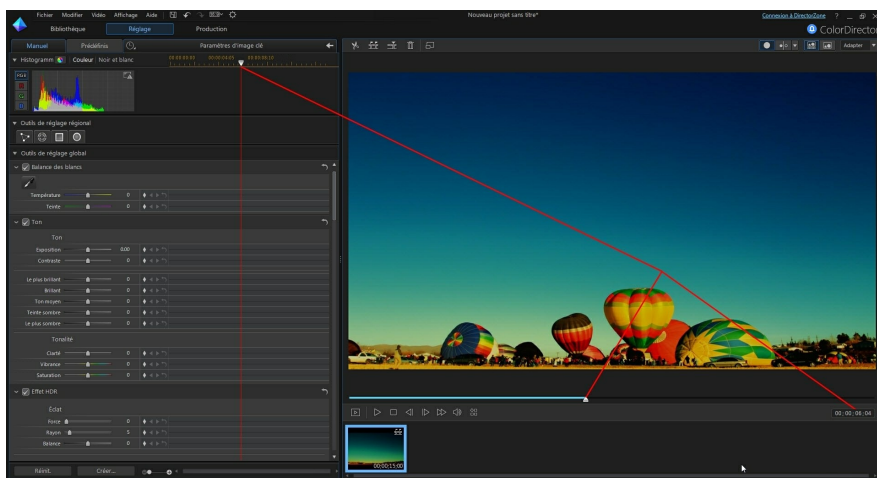 Fichier Modifier Vidéo Affichage Aide
Nouveau projet sans titre*
Connexion à DirectorZone ?
Bibliothèque Réglage Production
ColorDirector
Manuel Prédéfinis Paramètres d'image clé
Adapter
Histogramm Couleur Noir et blanc
RGB
Outils de réglage régional
Outils de réglage global
Balance des blancs
Température 0
Teinte 0
Ton
Ton
Exposition 0,00
Contraste 0
Le plus brillant 0
Brillant 0
Ton moyen 0
Teinte sombre 0
Le plus sombre 0
Tonalité
Clarté 0
Vibrance 0
Saturation 0
Effet HDR
Éclat
Force 0
Rayon 5
Balance 0
00;00;06;04
00;00;15;00
Réinit. Créer...